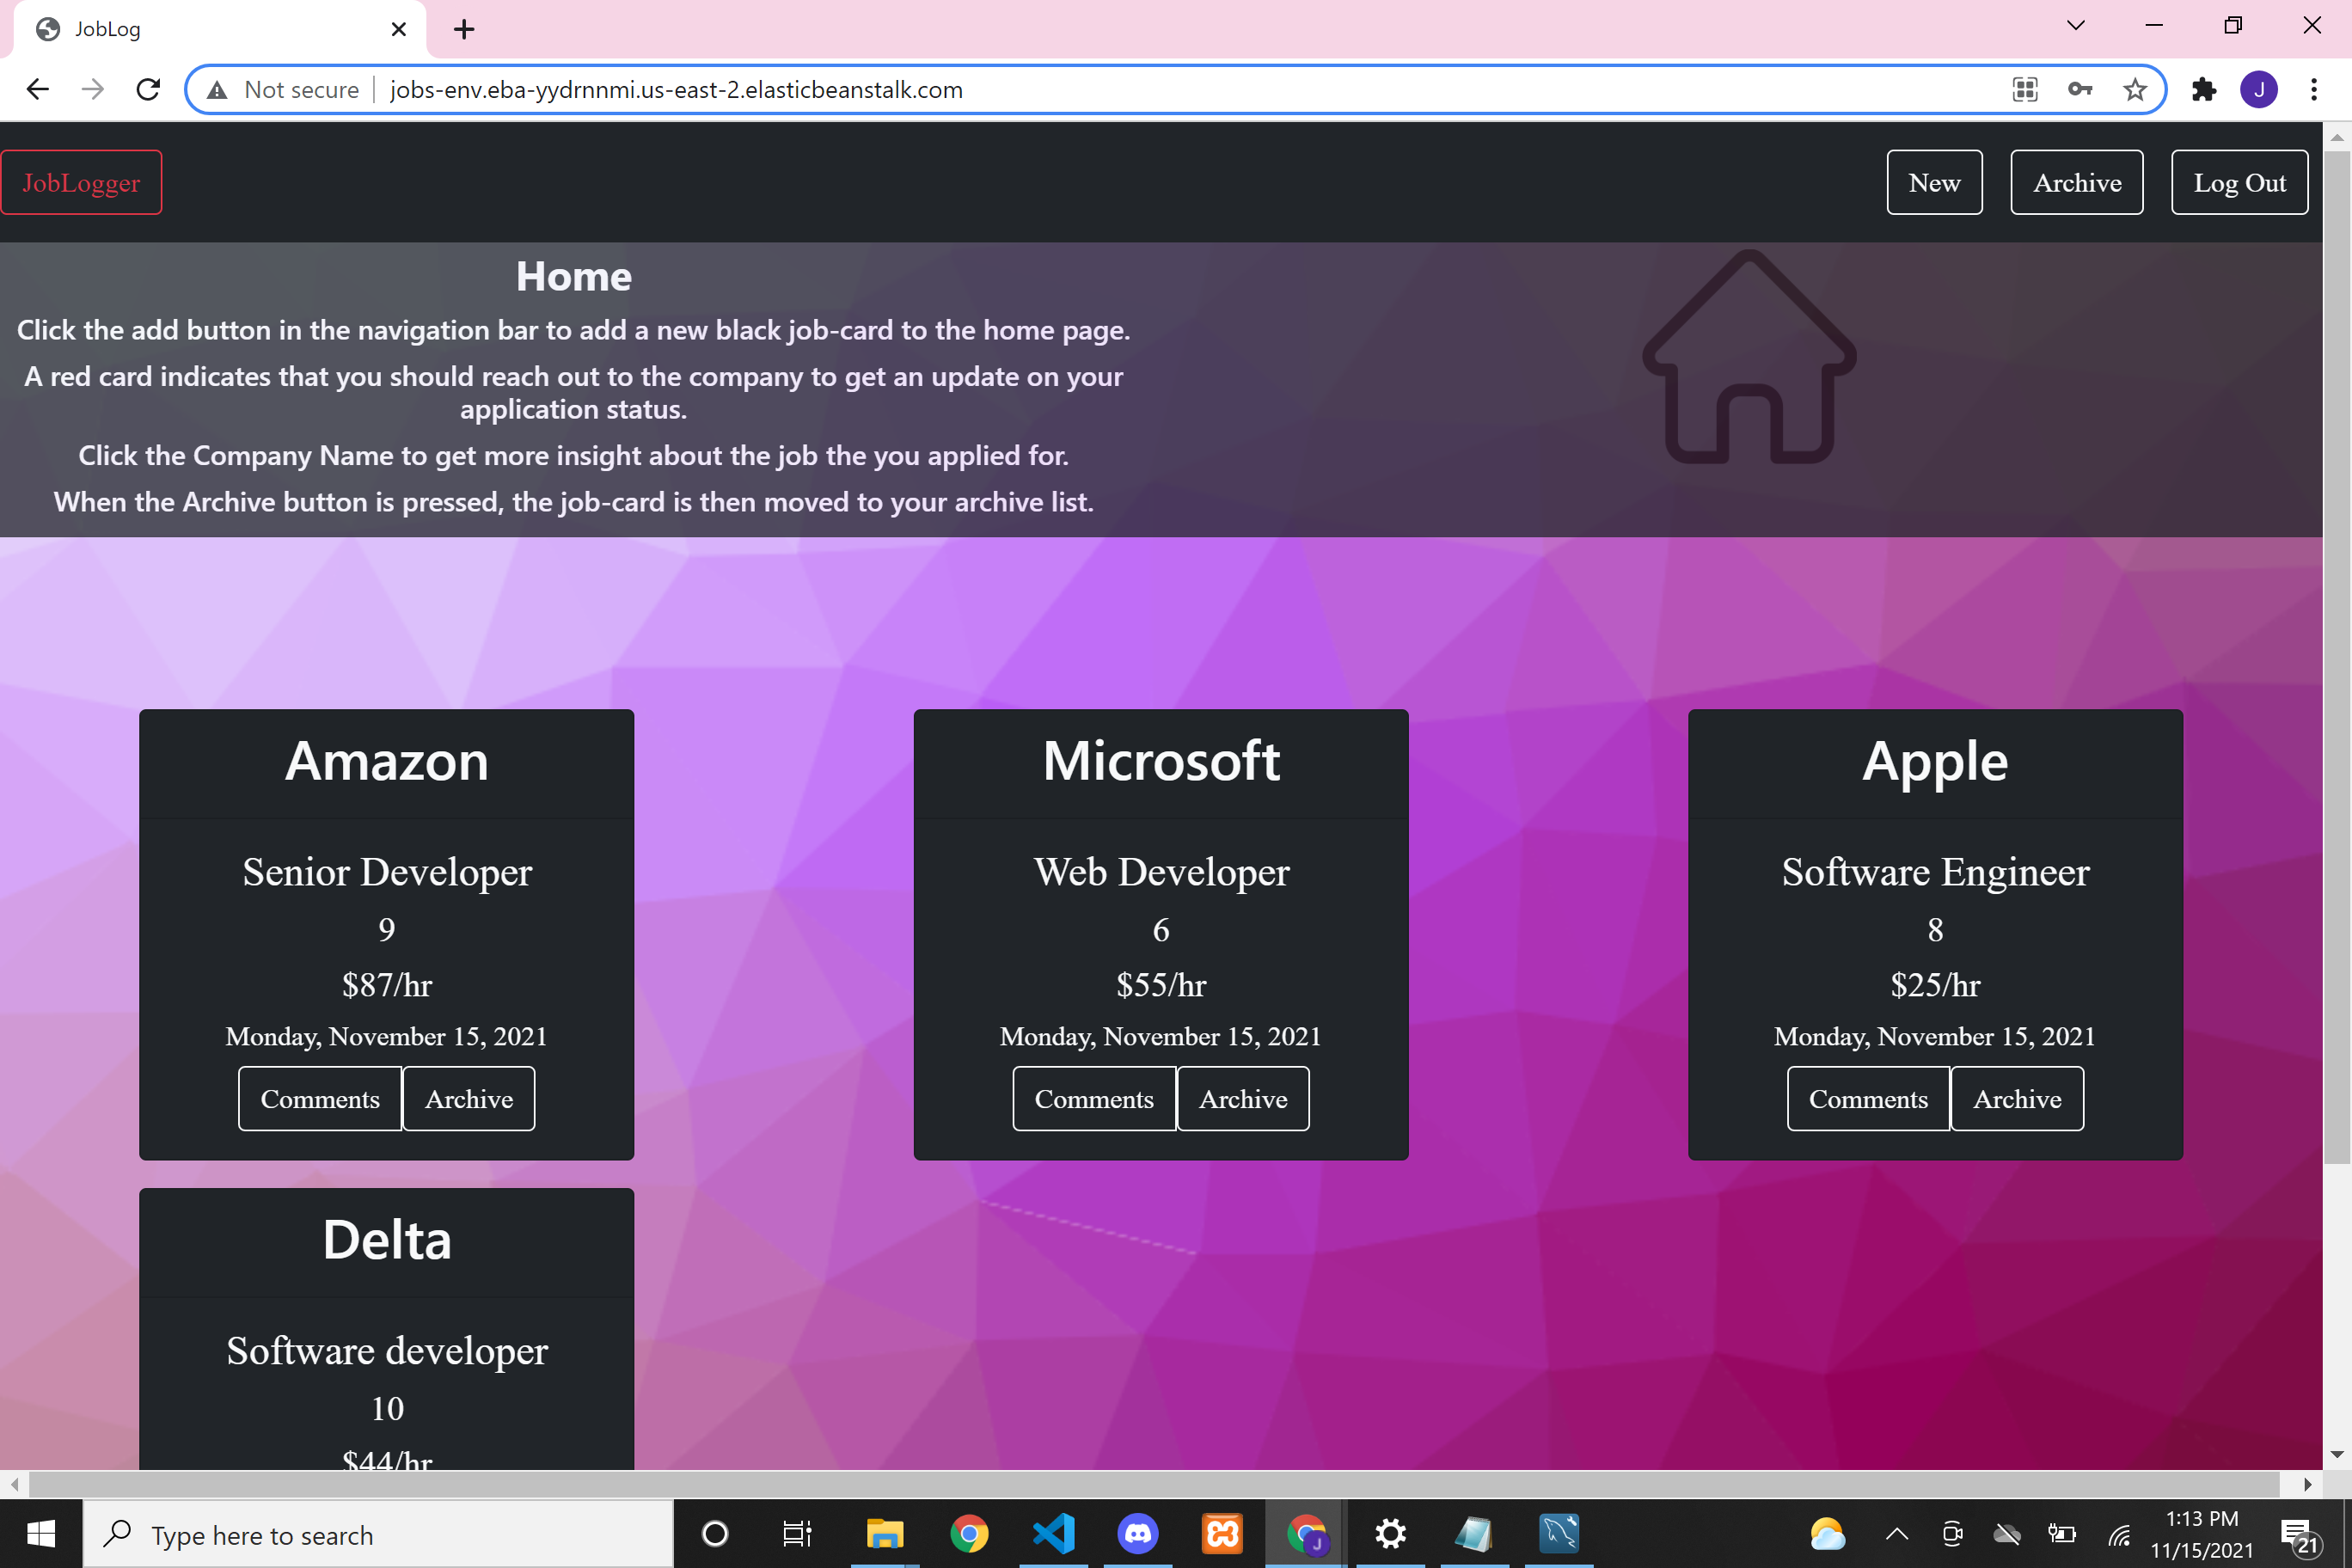 JobLog
Not secure
jobs-env.eba-yydrnnmi.us-east-2.elasticbeanstalk.com
J
JobLogger
New
Archive
Log Out
Home
Click the add button in the navigation bar to add a new black job-card to the home page.
A red card indicates that you should reach out to the company to get an update on your
application status.
Click the Company Name to get more insight about the job the you applied for.
When the Archive button is pressed, the job-card is then moved to your archive list.
Amazon
Senior Developer
9
$87/hr
Monday, November 15, 2021
Comments
Archive
Microsoft
Web Developer
6
$55/hr
Monday, November 15, 2021
Comments
Archive
Apple
Software Engineer
8
$25/hr
Monday, November 15, 2021
Comments
Archive
Delta
Software developer
10
$44/hr
Type here to search
J
1:13 PM
11/15/2021
21